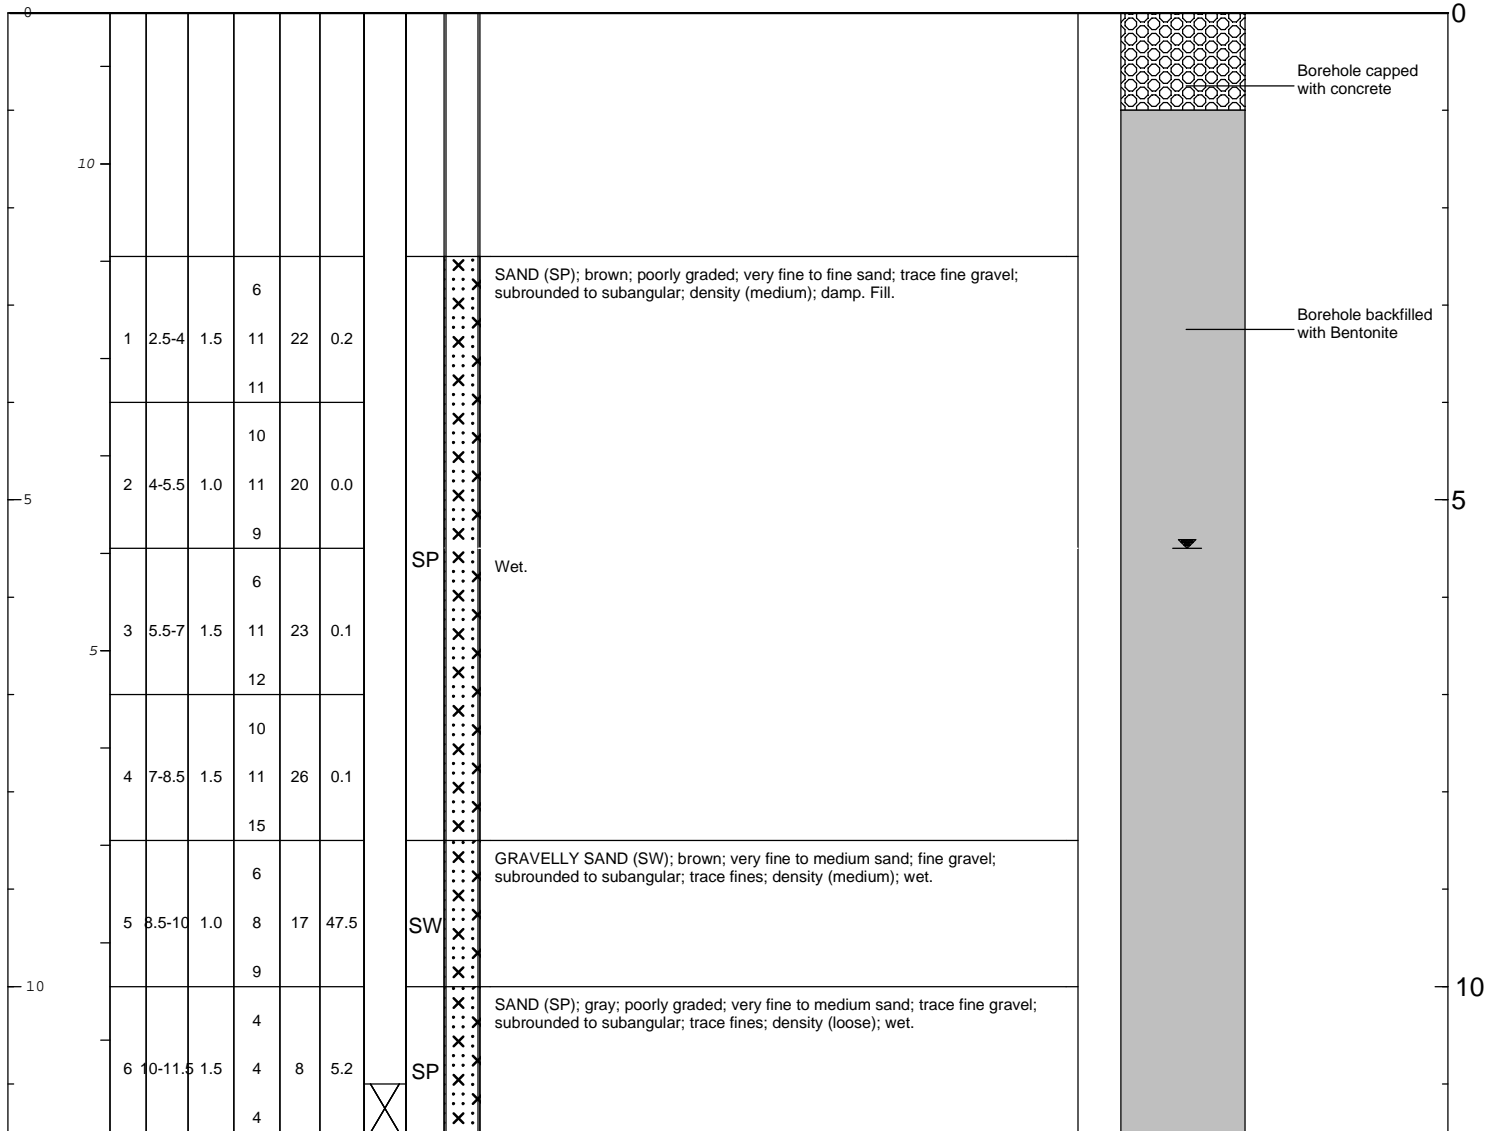 0
0
Borehole capped
with concrete
10
SAND (SP); brown; poorly graded; very fine to fine sand; trace fine gravel;
subrounded to subangular; density (medium); damp. Fill.
6
1 2.5-4 1.5 11 22 0.2
11
Borehole backfilled
with Bentonite
10
2 4-5.5 1.0 11 20 0.0
9
5
5
SP
Wet.
6
3 5.5-7 1.5 11 23 0.1
12
5
10
4 7-8.5 1.5 11 26 0.1
15
GRAVELLY SAND (SW); brown; very fine to medium sand; fine gravel;
subrounded to subangular; trace fines; density (medium); wet.
6
5 8.5-10 1.0 8 17 47.5 SW
9
10
10
SAND (SP); gray; poorly graded; very fine to medium sand; trace fine gravel;
subrounded to subangular; trace fines; density (loose); wet.
4
6 10-11.5 1.5 4 8 5.2 SP
4